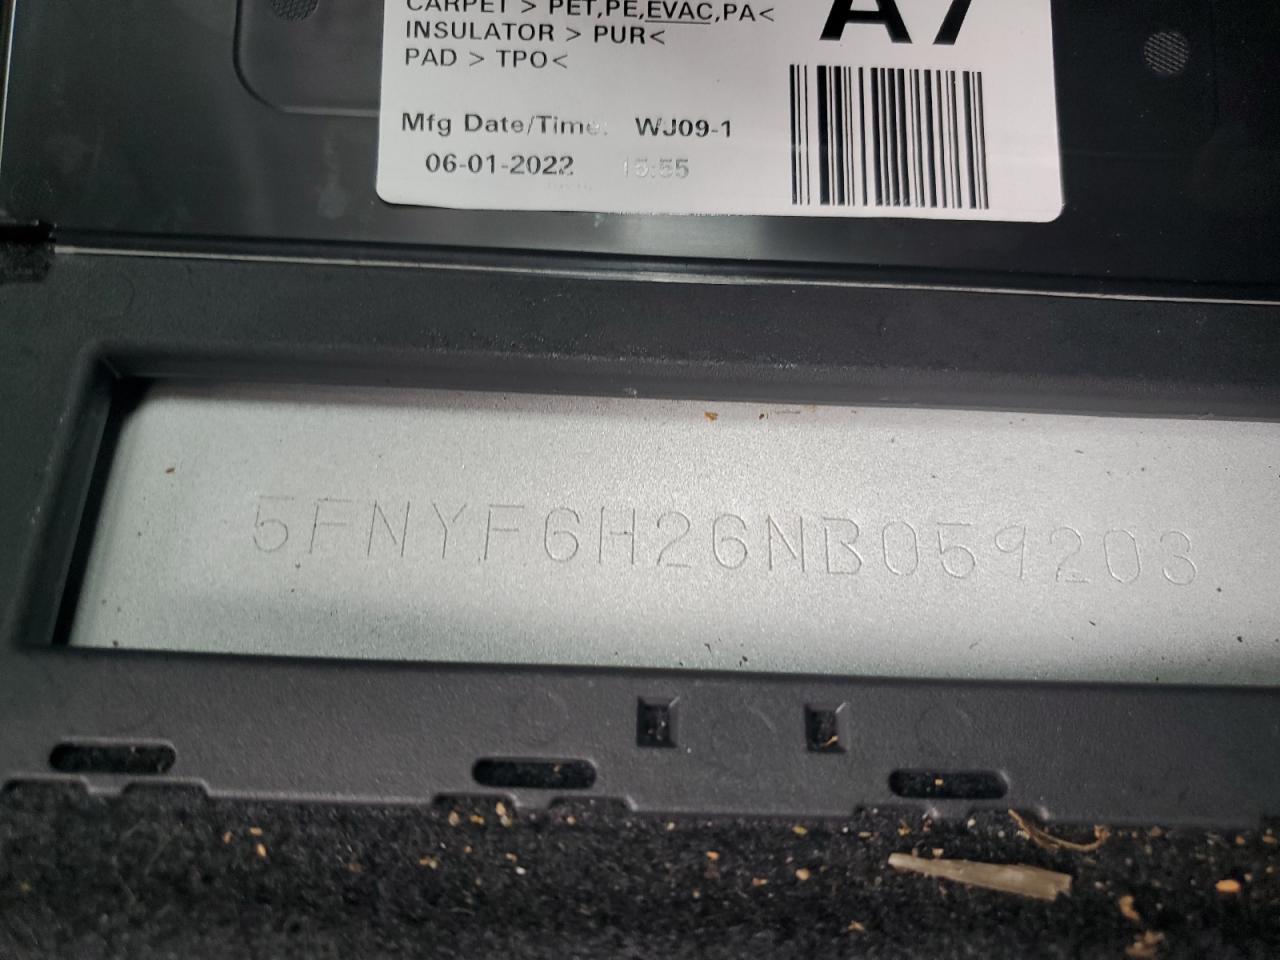 CARPET > PET,PE,EVAC,PA<
INSULATOR > PUR<
PAD > TPO<
A7
Mfg Date/Time: WJ09-1
06-01-2022 15:55
5FNYF6H26NB059203